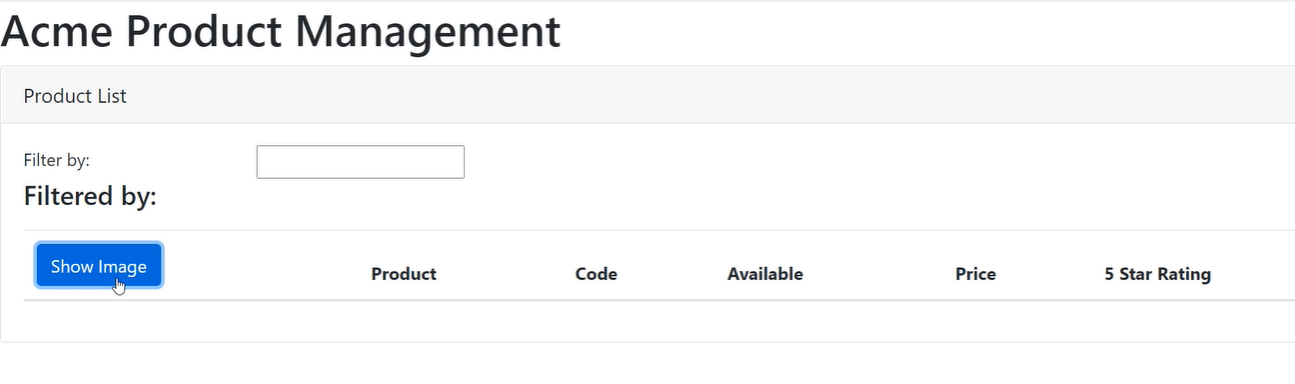 Acme Product Management
Product List
Filter by:
Filtered by:
Show Image Product Code Available Price 5 Star Rating